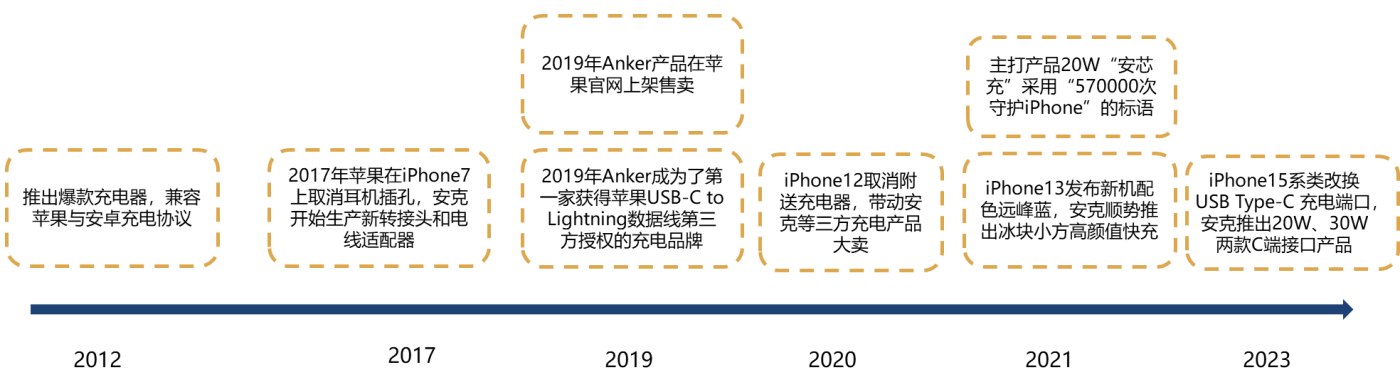 2019年Anker产品在苹
果官网上架售卖
主打产品20W“安芯
充”采用“570000次
守护iPhone”的标语
推出爆款充电器，兼容
苹果与安卓充电协议
2017年苹果在iPhone7
上取消耳机插孔，安克
开始生产新转接头和电
线适配器
2019年Anker成为了第
一家获得苹果USB-C to
Lightning数据线第三
方授权的充电品牌
iPhone12取消附
送充电器，带动安
克等三方充电产品
大卖
iPhone13发布新机配
色远峰蓝，安克顺势推
出冰块小方高颜值快充
iPhone15系类改换
USB Type-C 充电端口，
安克推出20W、30W
两款C端接口产品
2012
2017
2019
2020
2021
2023